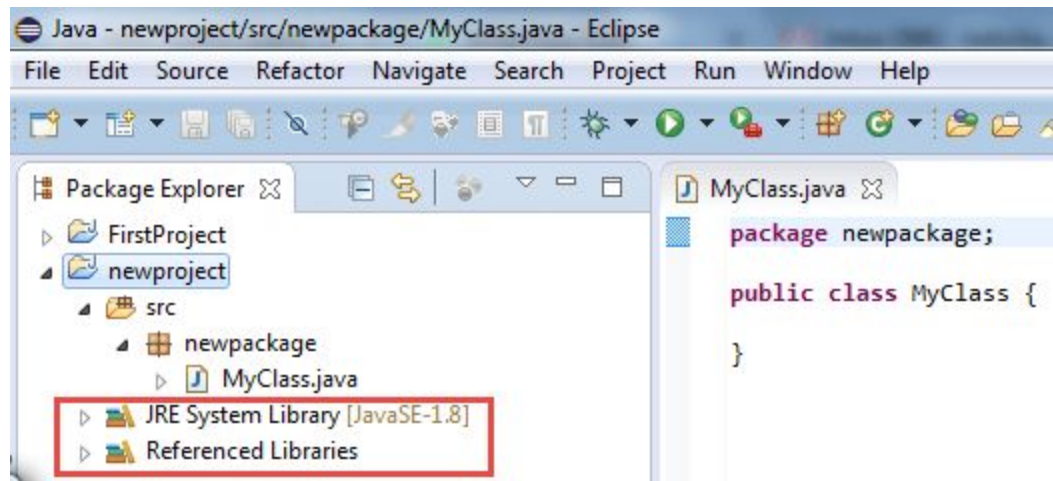 Java - newproject/src/newpackage/MyClass.java - Eclipse
File Edit Source Refactor Navigate Search Project Run Window Help
Package Explorer
FirstProject
newproject
src
newpackage
MyClass.java
JRE System Library [JavaSE-1.8]
Referenced Libraries
MyClass.java
package newpackage;
public class MyClass {
}